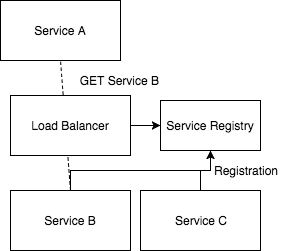 Service A
GET Service B
Load Balancer
Service Registry
Registration
Service B
Service C